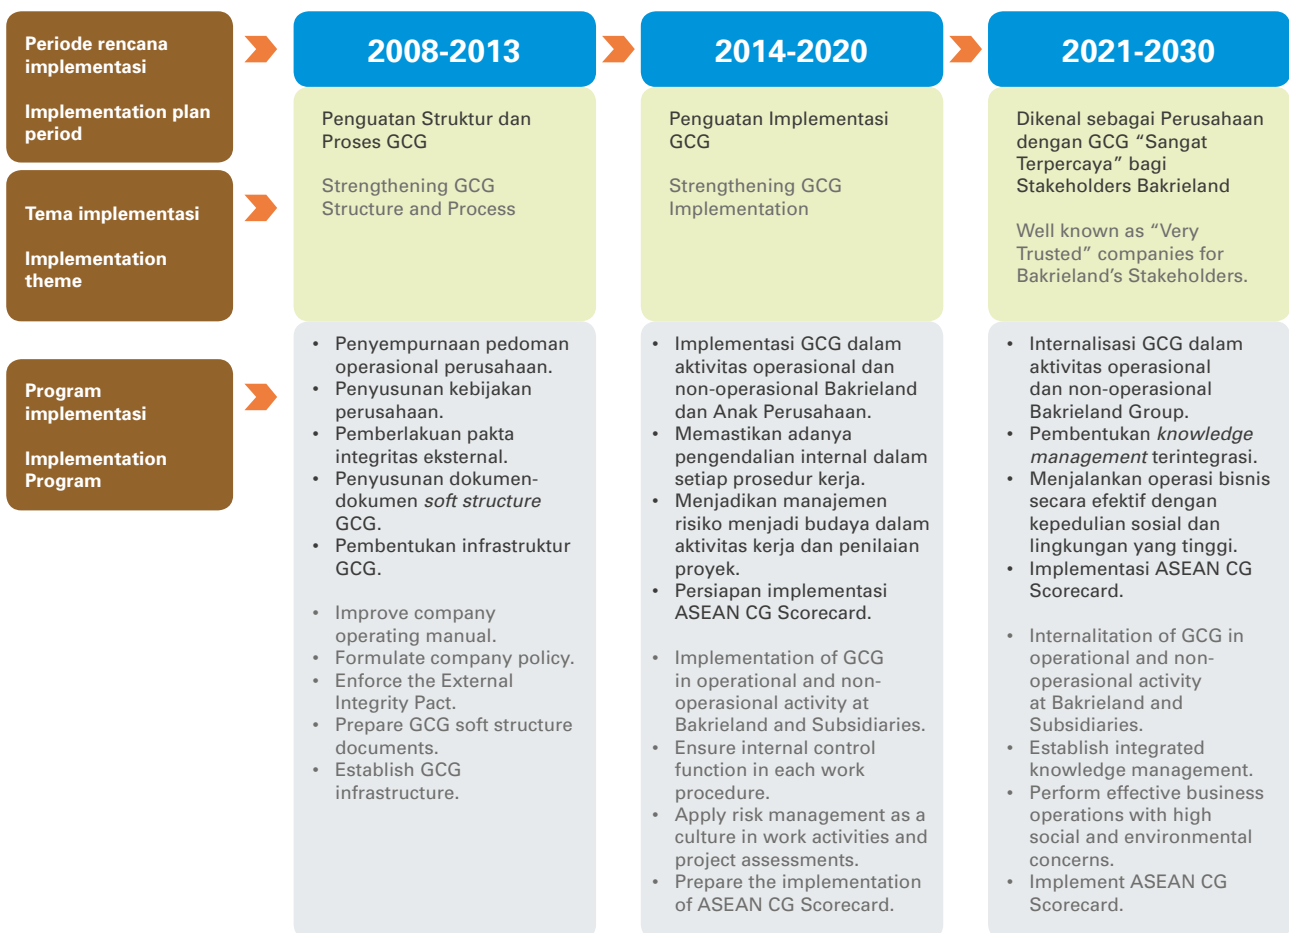 Periode rencana
implementasi
Implementation plan
period
2008-2013
2014-2020
2021-2030
Tema implementasi
Implementation
theme
Penguatan Struktur dan
Proses GCG
Strengthening GCG
Structure and Process
Penguatan Implementasi
GCG
Strengthening GCG
Implementation
Dikenal sebagai Perusahaan
dengan GCG “Sangat
Terpercaya” bagi
Stakeholders Bakrieland
Well known as “Very
Trusted” companies for
Bakrieland’s Stakeholders.
Program
implementasi
Implementation
Program
• Penyempurnaan pedoman
operasional perusahaan.
• Penyusunan kebijakan
perusahaan.
• Pemberlakuan pakta
integritas eksternal.
• Penyusunan dokumen-
dokumen soft structure
GCG.
• Pembentukan infrastruktur
GCG.
• Improve company
operating manual.
• Formulate company policy.
• Enforce the External
Integrity Pact.
• Prepare GCG soft structure
documents.
• Establish GCG
infrastructure.
• Implementasi GCG dalam
aktivitas operasional dan
non-operasional Bakrieland
dan Anak Perusahaan.
• Memastikan adanya
pengendalian internal dalam
setiap prosedur kerja.
• Menjadikan manajemen
risiko menjadi budaya dalam
aktivitas kerja dan penilaian
proyek.
• Persiapan implementasi
ASEAN CG Scorecard.
• Implementation of GCG
in operational and non-
operasional activity at
Bakrieland and Subsidiaries.
• Ensure internal control
function in each work
procedure.
• Apply risk management as a
culture in work activities and
project assessments.
• Prepare the implementation
of ASEAN CG Scorecard.
• Internalisasi GCG dalam
aktivitas operasional
dan non-operasional
Bakrieland Group.
• Pembentukan knowledge
management terintegrasi.
• Menjalankan operasi bisnis
secara efektif dengan
kepedulian sosial dan
lingkungan yang tinggi.
• Implementasi ASEAN CG
Scorecard.
• Internalitation of GCG in
operational and non-
operasional activity
at Bakrieland and
Subsidiaries.
• Establish integrated
knowledge management.
• Perform effective business
operations with high
social and environmental
concerns.
• Implement ASEAN CG
Scorecard.